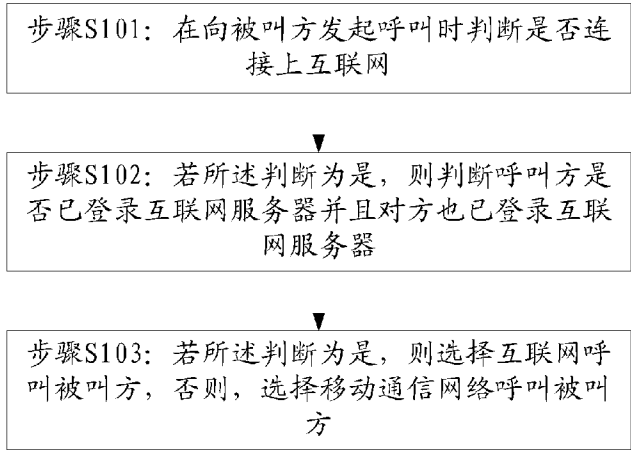 步骤S101：在向被叫方发起呼叫时判断是否连
接上互联网
步骤S102：若所述判断为是，则判断呼叫方是
否已登录互联网服务器并且对方也已登录互联
网服务器
步骤S103：若所述判断为是，则选择互联网呼
叫被叫方，否则，选择移动通信网络呼叫被叫
方